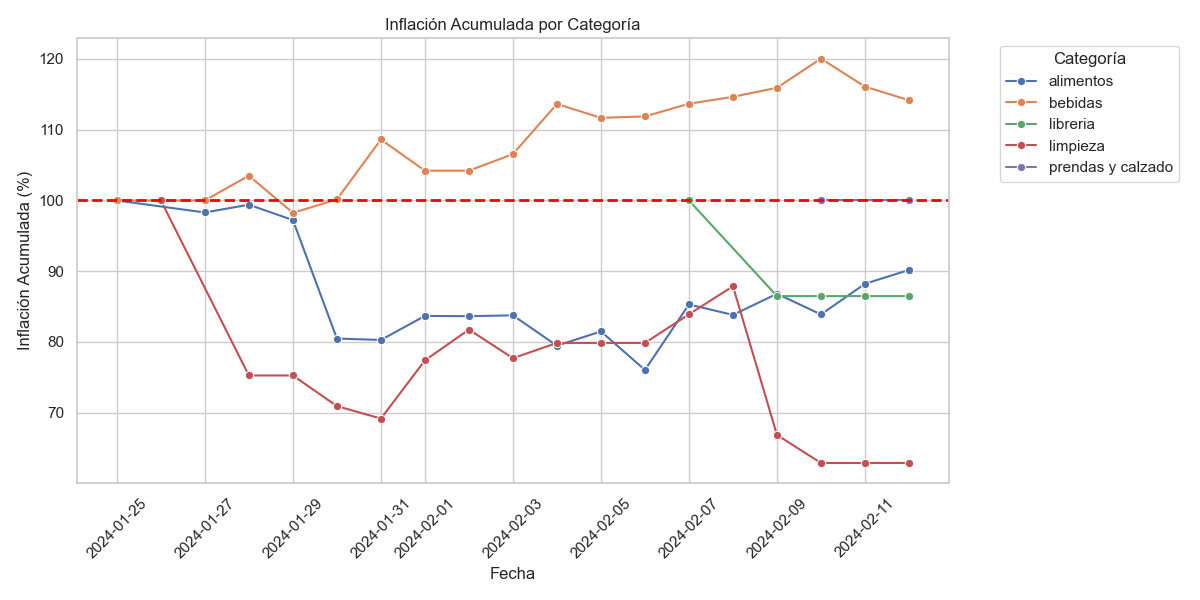 Inflación Acumulada por Categoría
Inflación Acumulada (%)
120
110
100
90
80
70
2024-01-25
2024-01-27
2024-01-29
2024-01-31
2024-02-01
2024-02-03
2024-02-05
2024-02-07
2024-02-09
2024-02-11
Fecha
Categoría
alimentos
bebidas
libreria
limpieza
prendas y calzado